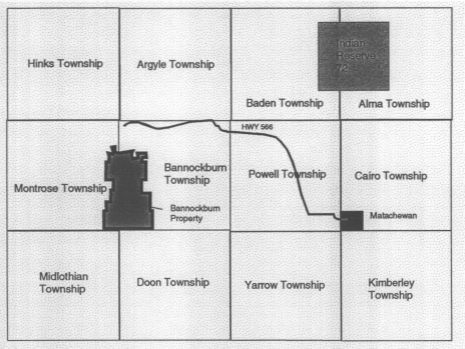 Hinks Township
Argyle Township
Indian
Reserve
72
Baden Township
Alma Township
HWY 566
Montrose Township
Bannockburn
Township
Powell Township
Cairo Township
Bannockburn
Property
Matachewan
Midlothian
Township
Doon Township
Yarrow Township
Kimberley
Township